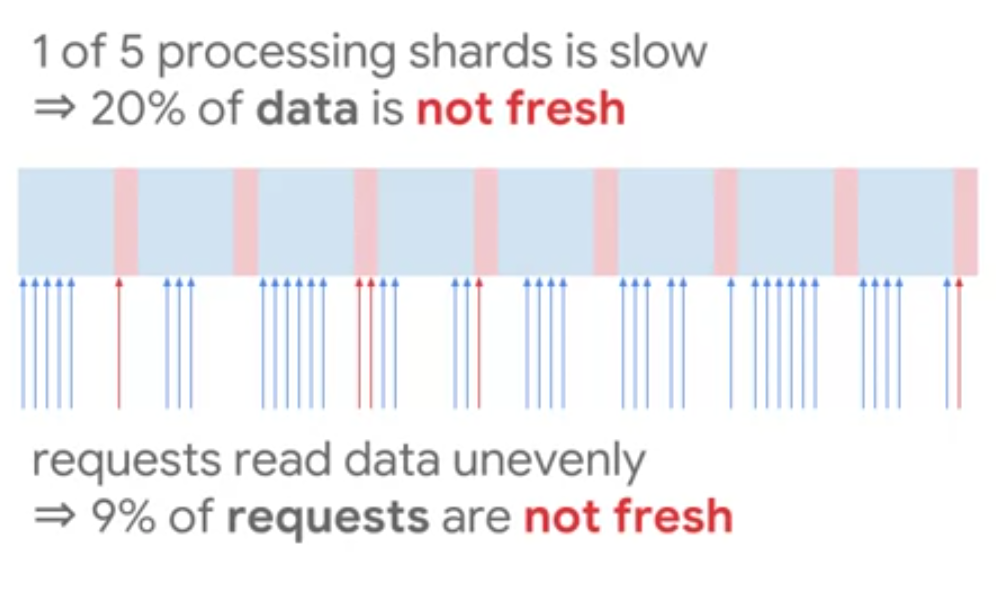 1 of 5 processing shards is slow
⇒ 20% of data is not fresh
requests read data unevenly
⇒ 9% of requests are not fresh